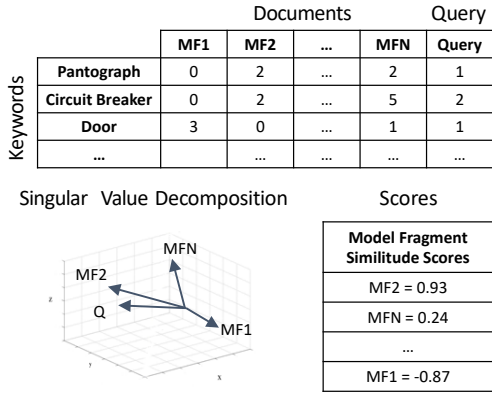 Documents Query
MF1 MF2 ... MFN Query
Keywords
Pantograph 0 2 ... 2 1
Circuit Breaker 0 2 ... 5 2
Door 3 0 ... 1 1
... ... ... ... ...
Singular Value Decomposition
MFN
MF2
Q
MF1
Z
Y
X
Scores
Model Fragment
Similitude Scores
MF2 = 0.93
MFN = 0.24
...
MF1 = -0.87